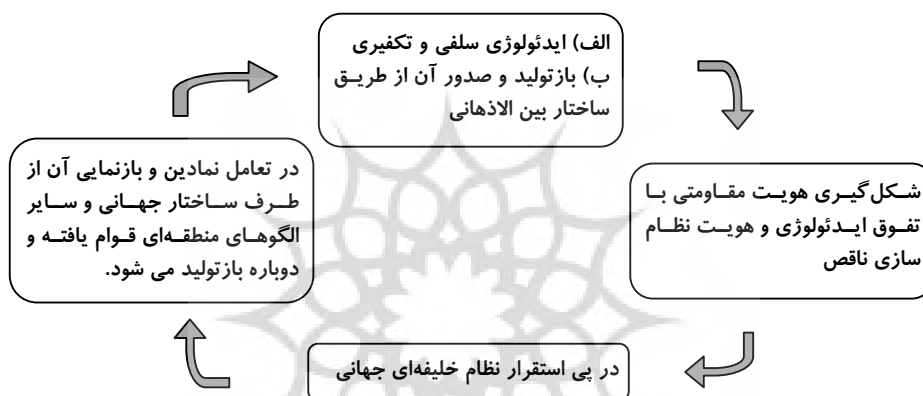 الف) ایدئولوژی سلفی و تکفیری
ب) بازتولید و صدور آن از طریق
ساختار بین الاذهانی
شکل‌گیری هویت مقاومتی با
تفوق ایدئولوژی و هویت نظام
سازی ناقص
در پی استقرار نظام خلیفه‌ای جهانی
در تعامل نمادین و بازنمایی آن از
طرف ساختار جهانی و سایر
الگوهای منطقه‌ای قوام یافته و
دوباره بازتولید می شود.